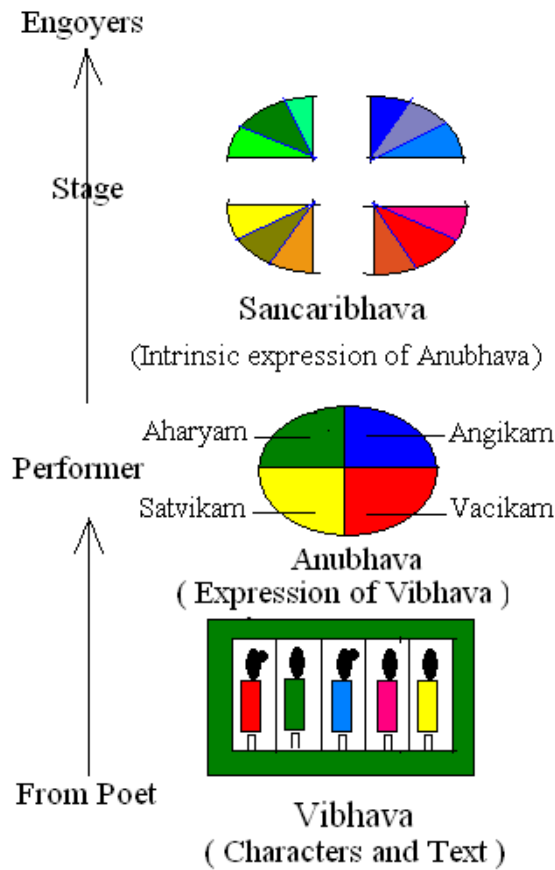 Engoyers
Stage
Sancaribhava
(Intrinsic expression of Anubhava)
Aharyam
Angikam
Performer
Satvikam
Vacikam
Anubhava
( Expression of Vibhava )
From Poet
Vibhava
( Characters and Text )